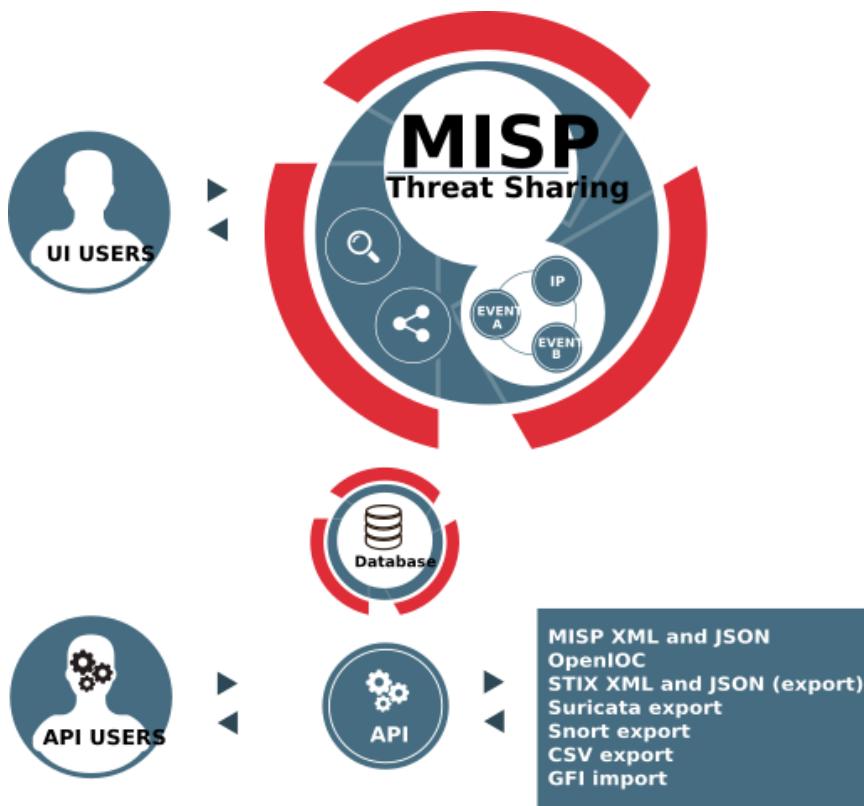 MISP
Threat Sharing
UI USERS
IP
EVENT
A
EVENT
B
Database
API USERS
API
MISP XML and JSON
OpenIOC
STIX XML and JSON (export)
Suricata export
Snort export
CSV export
GFI import